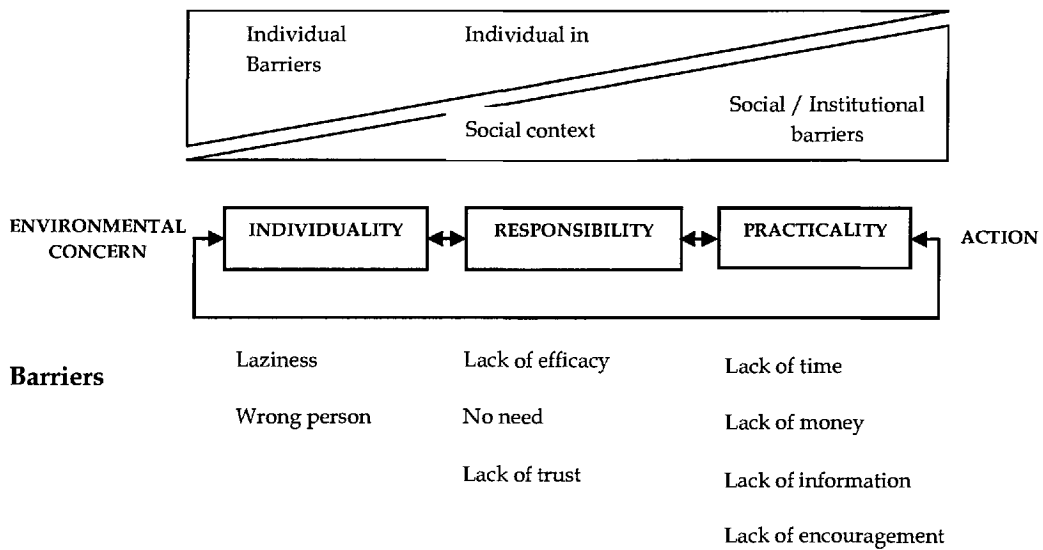 Individual
Barriers
Individual in
Social context
Social / Institutional
barriers
ENVIRONMENTAL
CONCERN
INDIVIDUALITY
RESPONSIBILITY
PRACTICALITY
ACTION
Barriers
Laziness
Wrong person
Lack of efficacy
No need
Lack of trust
Lack of time
Lack of money
Lack of information
Lack of encouragement